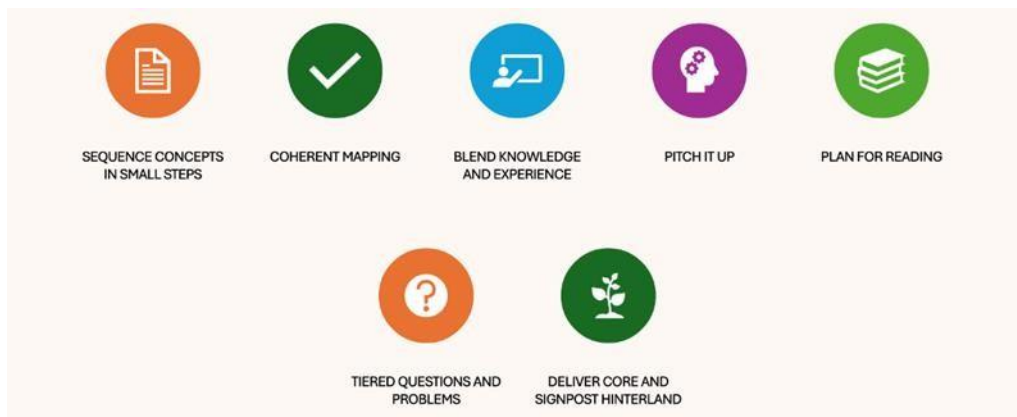 SEQUENCE CONCEPTS
IN SMALL STEPS
COHERENT MAPPING
BLEND KNOWLEDGE
AND EXPERIENCE
PITCH IT UP
PLAN FOR READING
?
TIERED QUESTIONS AND
PROBLEMS
DELIVER CORE AND
SIGNPOST HINTERLAND